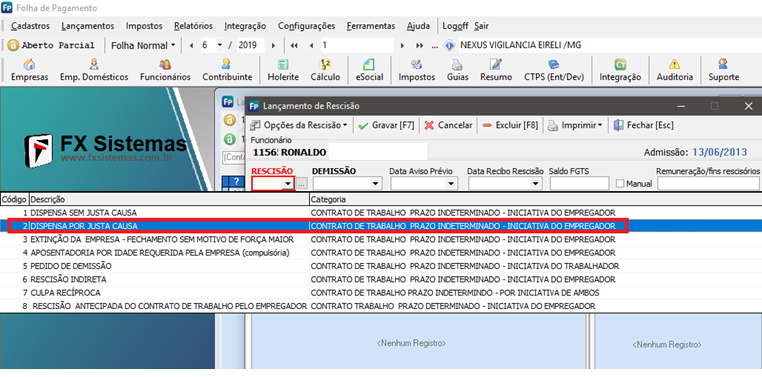 Fp Folha de Pagamento
Cadastros Lançamentos Impostos Relatórios Integração Configurações Ferramentas Ajuda Logoff Sair
Aberto Parcial Folha Normal 6 / 2019 1 NEXUS VIGILANCIA EIRELI /MG
Empresas Emp. Domésticos Funcionários Contribuinte Holerite Cálculo eSocial Impostos Guias Resumo CTPS (Ent/Dev) Integração Auditoria Suporte
FX Sistemas
www.fxsistemas.com.br
Fp Lançamento de Rescisão
Opções da Rescisão Gravar [F7] Cancelar Excluir [F8] Imprimir Fechar [Esc]
Funcionário
1156 RONALDO Admissão: 13/06/2013
RESCISÃO DEMISSÃO Data Aviso Prévio Data Recibo Rescisão Saldo FGTS Remuneração/fins rescisórios
Manual
Código Descrição Categoria
1 DISPENSA SEM JUSTA CAUSA CONTRATO DE TRABALHO PRAZO INDETERMINADO - INICIATIVA DO EMPREGADOR
2 DISPENSA POR JUSTA CAUSA CONTRATO DE TRABALHO PRAZO INDETERMINADO - INICIATIVA DO EMPREGADOR
3 EXTINÇÃO DA EMPRESA - FECHAMENTO SEM MOTIVO DE FORÇA MAIOR CONTRATO DE TRABALHO PRAZO INDETERMINADO - INICIATIVA DO EMPREGADOR
4 APOSENTADORIA POR IDADE REQUERIDA PELA EMPRESA (compulsória) CONTRATO DE TRABALHO PRAZO INDETERMINADO - INICIATIVA DO EMPREGADOR
5 PEDIDO DE DEMISSÃO CONTRATO DE TRABALHO PRAZO INDETERMINADO - INICIATIVA DO TRABALHADOR
6 RESCISÃO INDIRETA CONTRATO DE TRABALHO PRAZO INDETERMINADO - INICIATIVA DO EMPREGADOR
7 CULPA RECÍPROCA CONTRATO DE TRABALHO PRAZO INDETERMINDO - POR INICIATIVA DE AMBOS
8 RESCISÃO ANTECIPADA DO CONTRATO DE TRABALHO PELO EMPREGADOR CONTRATO TRABALHO PRAZO DETERMINADO - INICIATIVA DO EMPREGADOR
<Nenhum Registro> <Nenhum Registro>